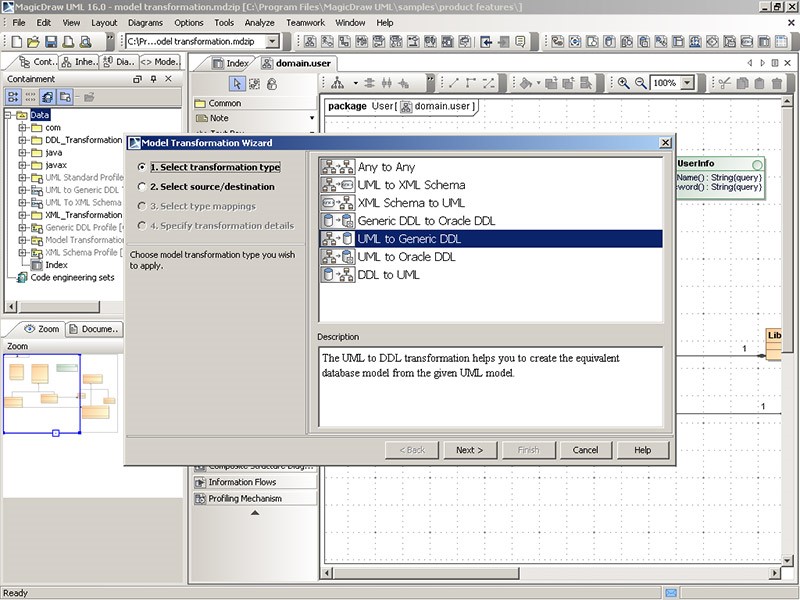 MagicDraw UML 16.0 - model transformation.mdzip [C:\Program Files\MagicDraw UML\samples\product features\]
File Edit View Layout Diagrams Options Tools Analyze Teamwork Window Help
C:\Pr...odel transformation.mdzip
Cont.. Inhe.. Dia.. Mode..
Containment
Data
com
DDL_Transformation
java
javax
UML Standard Profile
UML to Generic DDL
UML To XML Schema
XML_Transformation
Generic DDL Profile [
Model Transformation
XML Schema Profile [
Index
Code engineering sets
Zoom Docume..
Zoom
Index domain.user
100%
Common
Note
package User [ domain.user ]
UserInfo
Name() : String{query}
sword() : String{query}
Lib
1
1
Model Transformation Wizard
1. Select transformation type
2. Select source/destination
3. Select type mappings
4. Specify transformation details
Choose model transformation type you wish
to apply.
Any to Any
UML to XML Schema
XML Schema to UML
Generic DDL to Oracle DDL
UML to Generic DDL
UML to Oracle DDL
DDL to UML
Description
The UML to DDL transformation helps you to create the equivalent
database model from the given UML model.
< Back Next > Finish Cancel Help
Composite Structure Diag...
Information Flows
Profiling Mechanism
Ready